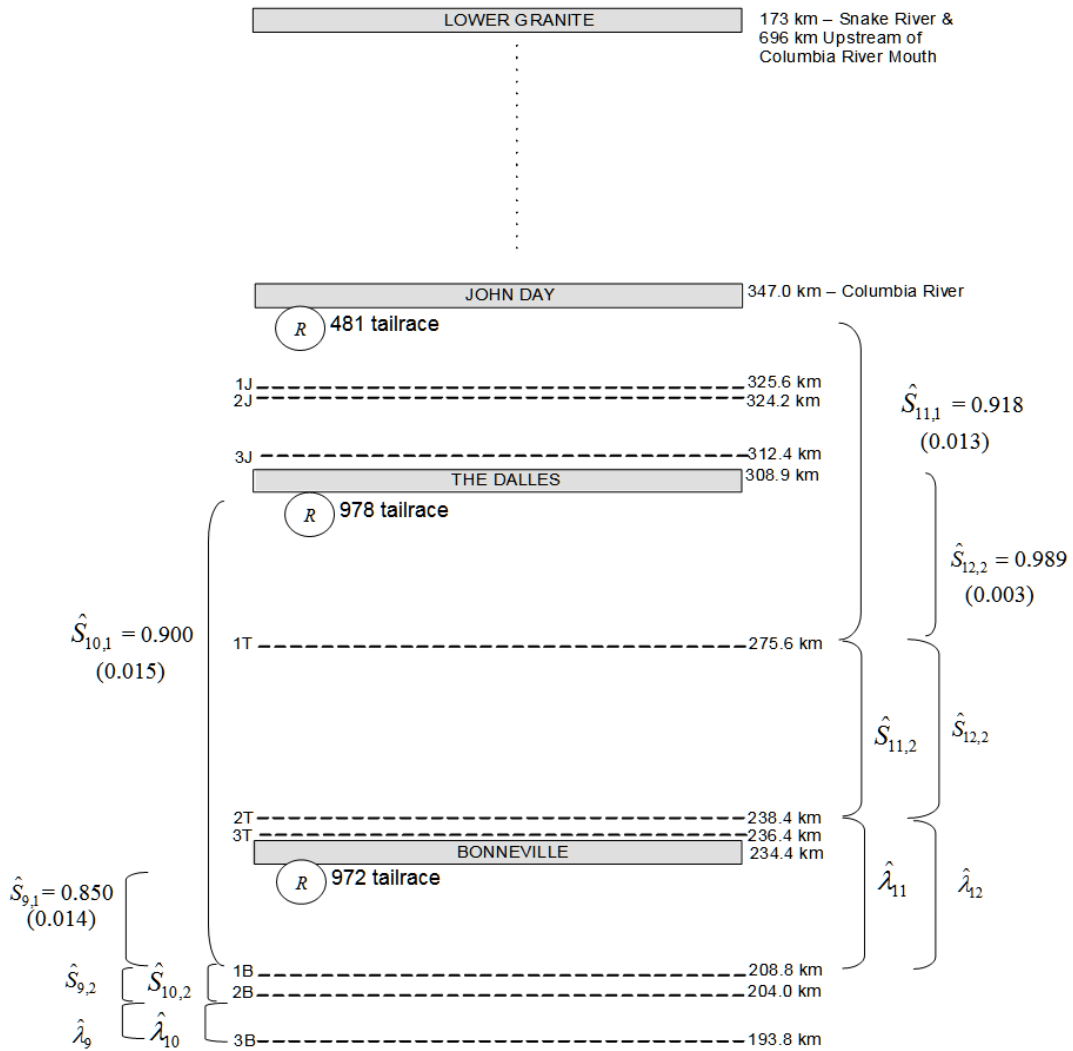 LOWER GRANITE
173 km – Snake River &
696 km Upstream of
Columbia River Mouth
JOHN DAY
347.0 km – Columbia River
R
481 tailrace
1J
325.6 km
2J
324.2 km
Ŝ11,1 = 0.918
(0.013)
3J
312.4 km
THE DALLES
308.9 km
R
978 tailrace
Ŝ12,2 = 0.989
(0.003)
Ŝ10,1 = 0.900
(0.015)
1T
275.6 km
Ŝ11,2
Ŝ12,2
2T
238.4 km
3T
236.4 km
BONNEVILLE
234.4 km
R
972 tailrace
λ̂11
λ̂12
Ŝ9,1 = 0.850
(0.014)
1B
208.8 km
Ŝ9,2
Ŝ10,2
2B
204.0 km
λ̂9
λ̂10
3B
193.8 km